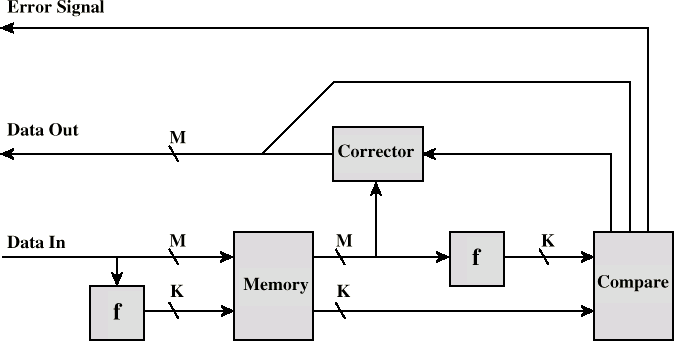 Error Signal
Data Out
M
Corrector
Data In
M
M
K
f
Compare
K
K
Memory
f